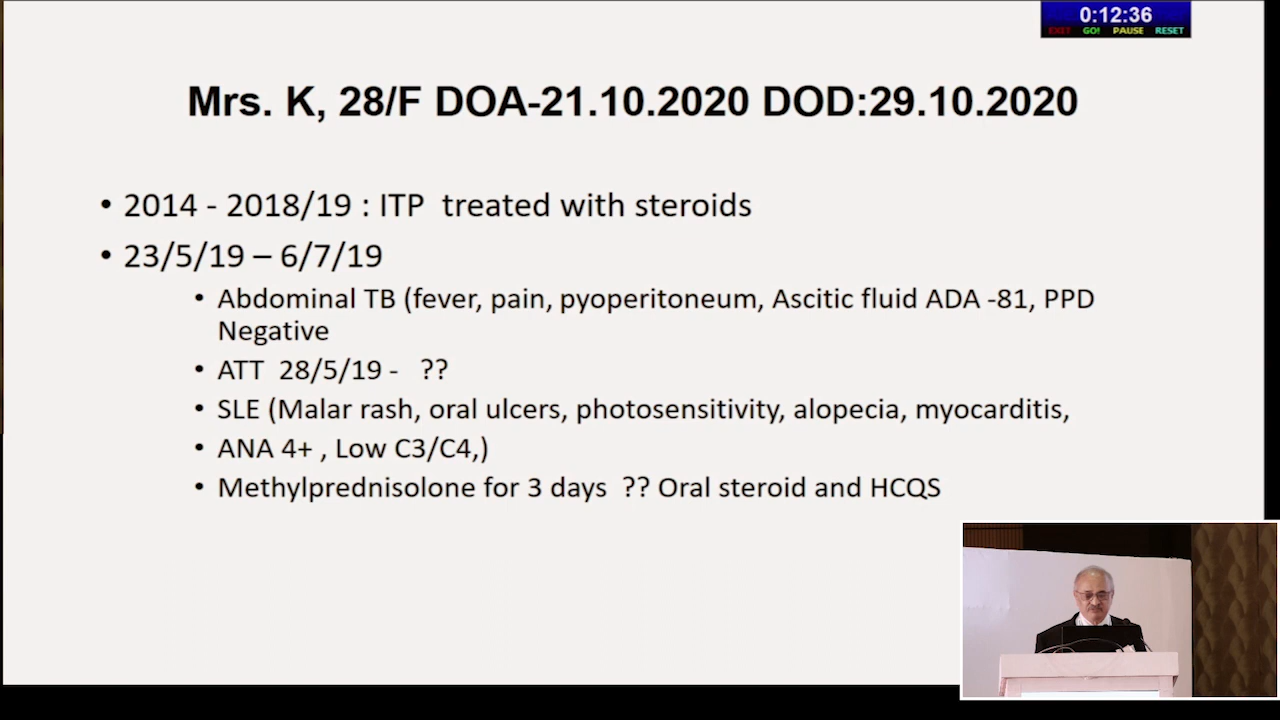 0:12:36
EXIT GO! PAUSE RESET
Mrs. K, 28/F DOA-21.10.2020 DOD:29.10.2020
• 2014 - 2018/19 : ITP treated with steroids
• 23/5/19 – 6/7/19
• Abdominal TB (fever, pain, pyoperitoneum, Ascitic fluid ADA -81, PPD
Negative
• ATT 28/5/19 - ??
• SLE (Malar rash, oral ulcers, photosensitivity, alopecia, myocarditis,
• ANA 4+ , Low C3/C4,)
• Methylprednisolone for 3 days ?? Oral steroid and HCQS